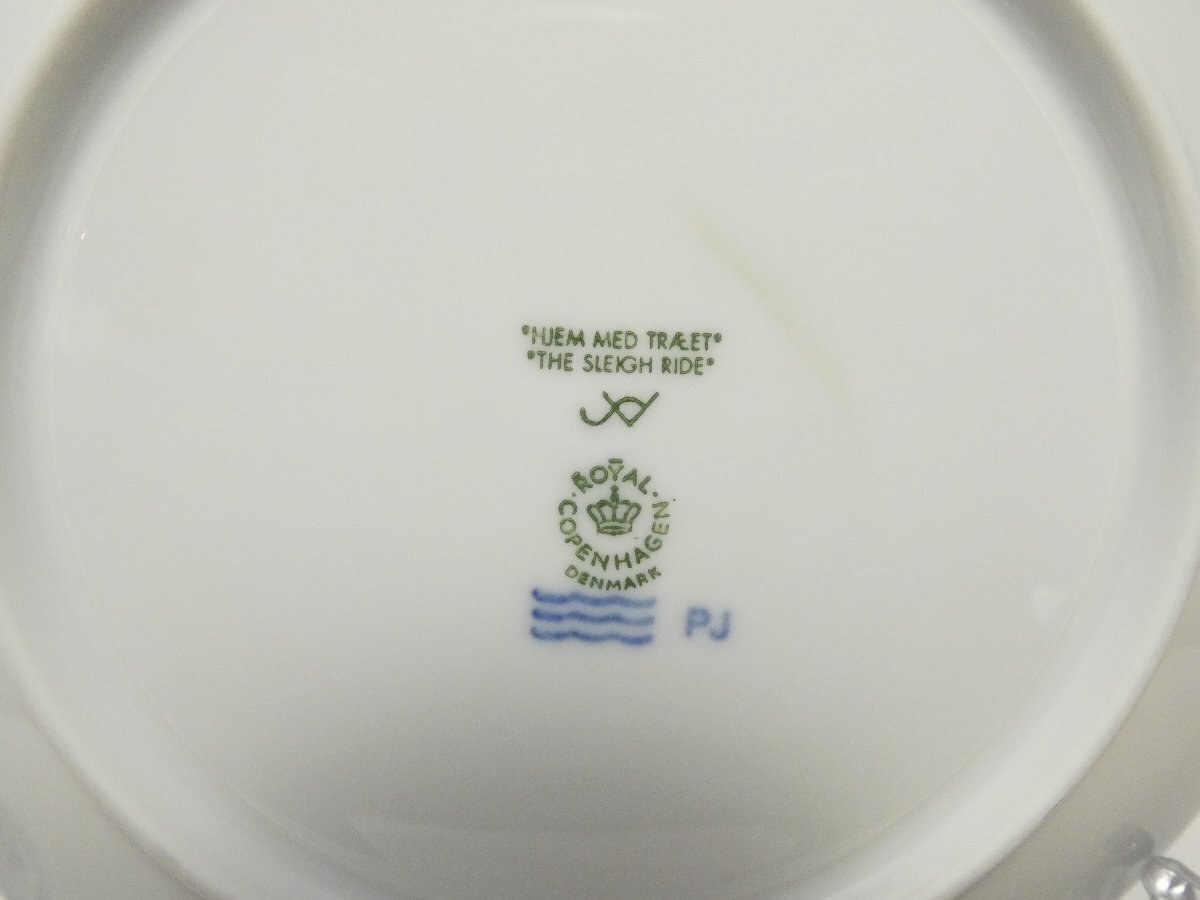 "HJEM MED TRÆET"
"THE SLEIGH RIDE"
ROYAL
COPENHAGEN
DENMARK
PJ